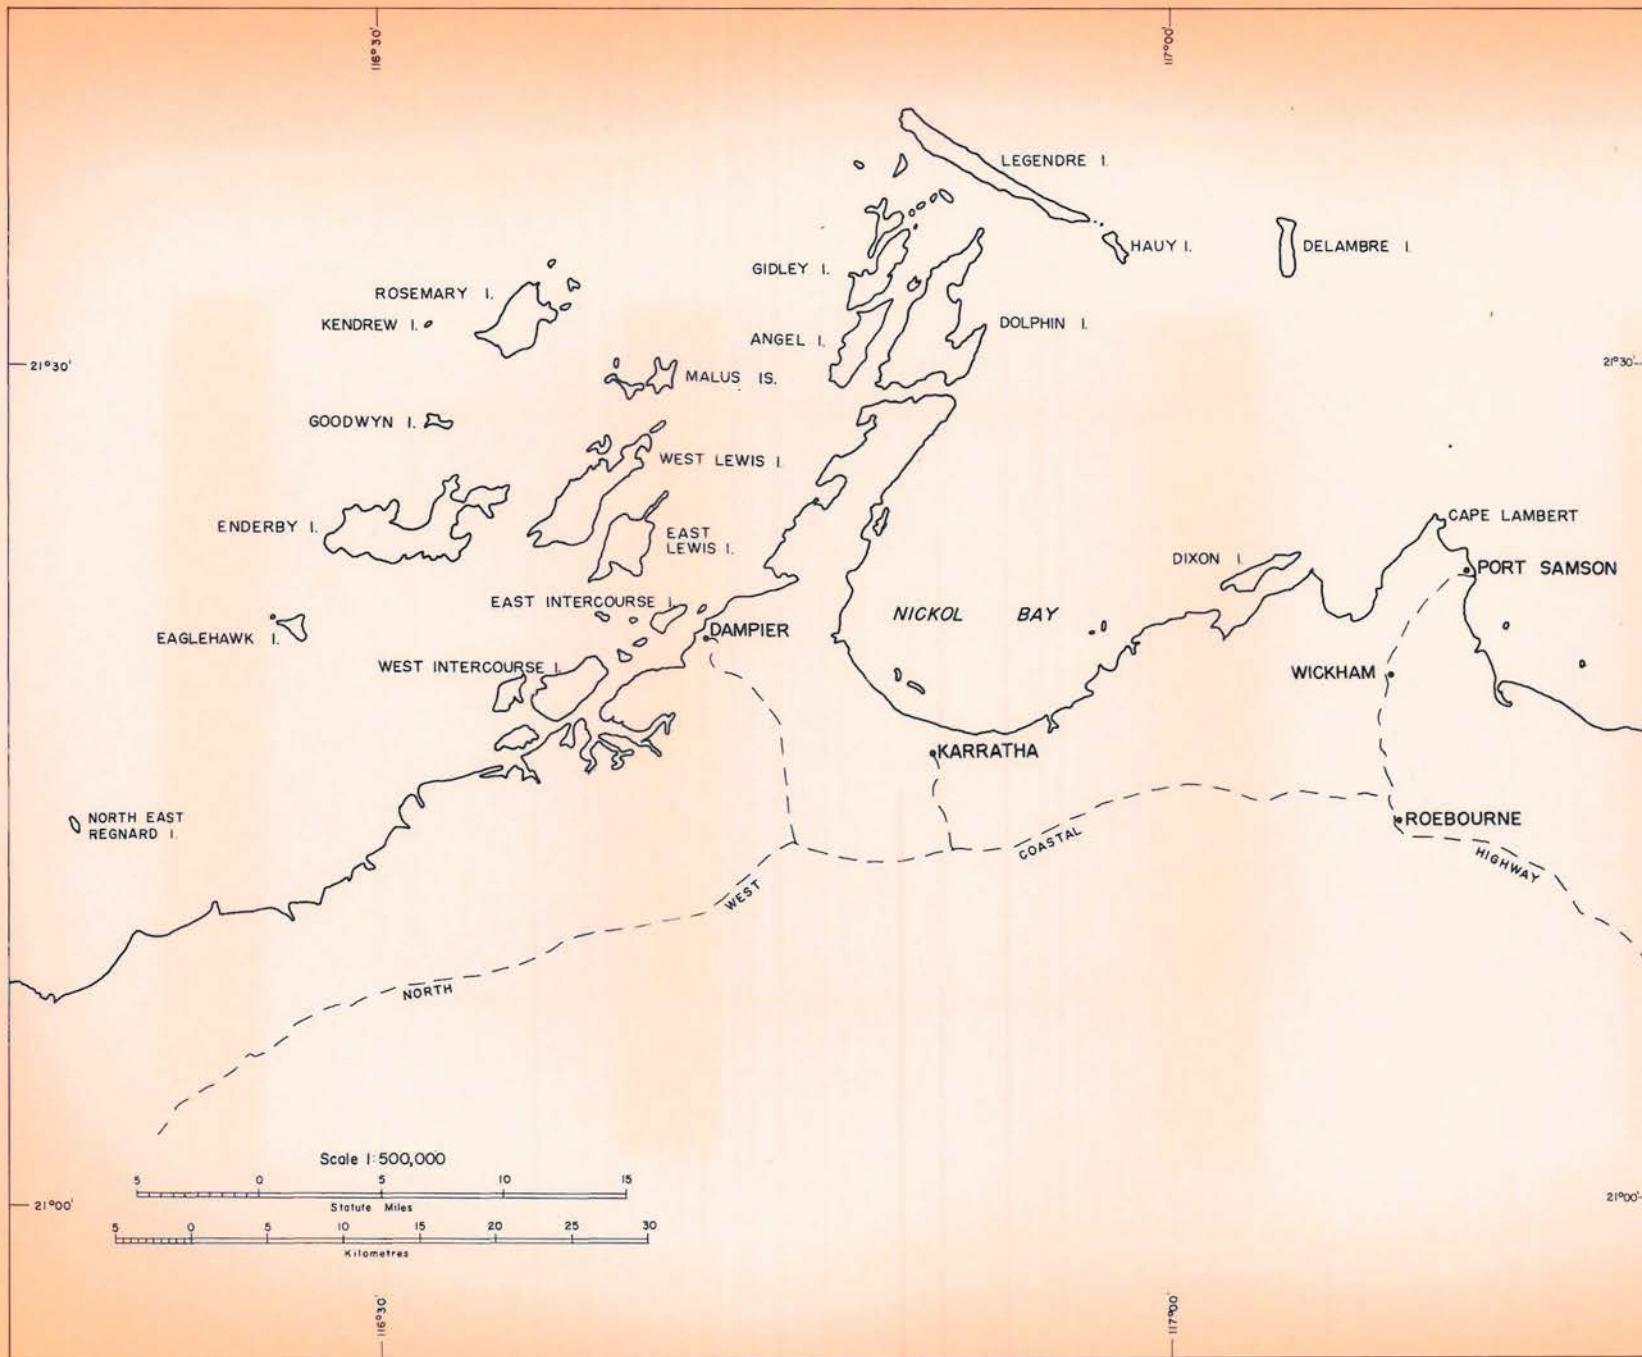 116°30'
117°00'
LEGENDRE I.
HAUY I.
DELAMBRE I.
GIDLEY I.
ROSEMARY I.
KENDREW I.
DOLPHIN I.
ANGEL I.
21°30'
21°30'
MALUS IS.
GOODWYN I.
WEST LEWIS I.
CAPE LAMBERT
ENDERBY I.
EAST
LEWIS I.
DIXON I.
PORT SAMSON
EAST INTERCOURSE I.
NICKOL BAY
DAMPIER
EAGLEHAWK I.
WEST INTERCOURSE I.
WICKHAM
KARRATHA
NORTH EAST
REGNARD I.
ROEBOURNE
COASTAL
HIGHWAY
WEST
NORTH
Scale 1:500,000
5 0 5 10 15
Statute Miles
21°00'
21°00'
5 0 5 10 15 20 25 30
Kilometres
116°30'
117°00'